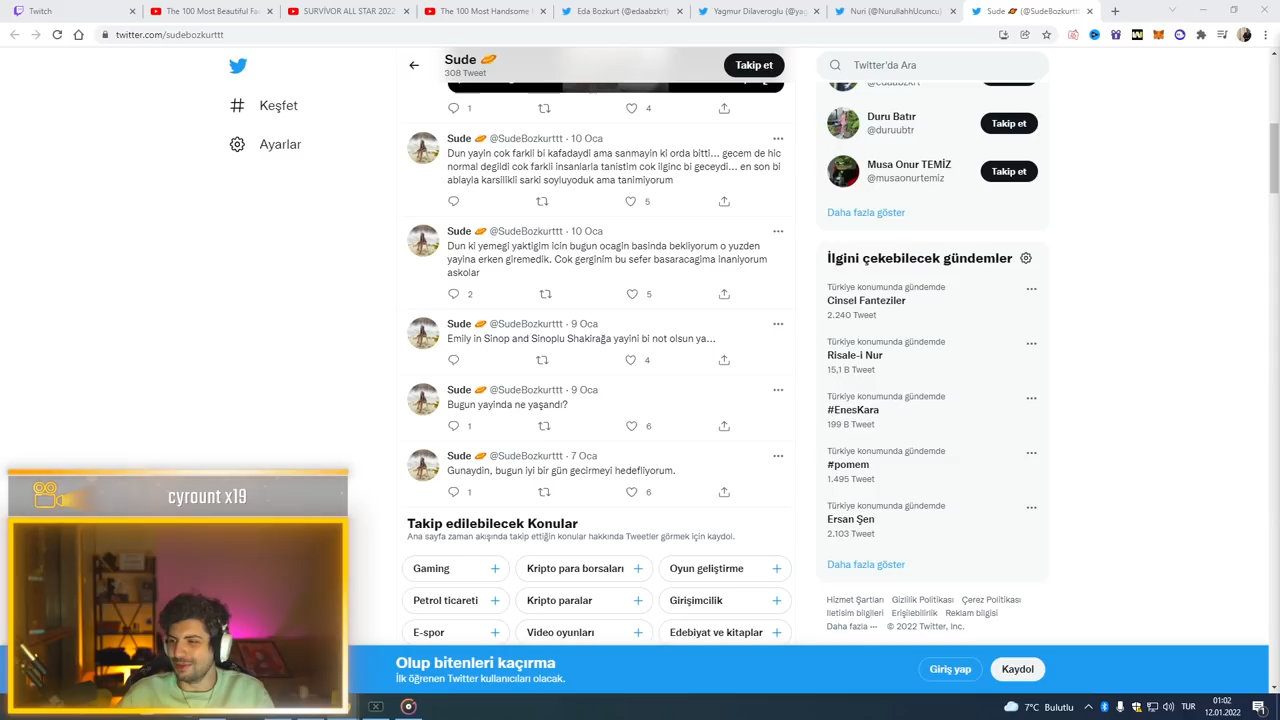 Twitch
The 100 Most Beautiful Fa
SURVİVOR ALL STAR 2022
The 100 Most Handsome
Eda Bozkurt (@edaabzkrt)
Yagmur Dilaveroglu (@yag
Nuri (@NurullahUcuncu)
Sude (@SudeBozkurttt
twitter.com/sudebozkurttt
Keşfet
Ayarlar
Sude
308 Tweet
Takip et
1
4
Sude @SudeBozkurttt · 10 Oca
Dun yayin cok farkli bi kafadaydi ama sanmayin ki orda bitti... gecem de hic
normal degildi cok farkli insanlarla tanistim cok ilginc bi geceydi... en son bi
ablayla karsilikli sarki soyluyoduk ama tanimiyorum
5
Sude @SudeBozkurttt · 10 Oca
Dun ki yemegi yaktigim icin bugun ocagin basinda bekliyorum o yuzden
yayina erken giremedik. Cok gerginim bu sefer basaracagima inaniyorum
askolar
2
5
Sude @SudeBozkurttt · 9 Oca
Emily in Sinop and Sinoplu Shakirağa yayini bi not olsun ya...
4
Sude @SudeBozkurttt · 9 Oca
Bugun yayinda ne yaşandı?
1
6
Sude @SudeBozkurttt · 7 Oca
Gunaydin, bugun iyi bir gün gecirmeyi hedefliyorum.
1
6
Takip edilebilecek Konular
Ana sayfa zaman akışında takip ettiğin konular hakkında Tweetler görmek için kaydol.
Gaming
Kripto para borsaları
Oyun geliştirme
Petrol ticareti
Kripto paralar
Girişimcilik
E-spor
Video oyunları
Edebiyat ve kitaplar
Twitter'da Ara
@edaabzkrt
Duru Batır
@duruubtr
Takip et
Musa Onur TEMİZ
@musaonurtemiz
Takip et
Daha fazla göster
İlgini çekebilecek gündemler
Türkiye konumunda gündemde
Cinsel Fanteziler
2.240 Tweet
Türkiye konumunda gündemde
Risale-i Nur
15,1 B Tweet
Türkiye konumunda gündemde
#EnesKara
199 B Tweet
Türkiye konumunda gündemde
#pomem
1.495 Tweet
Türkiye konumunda gündemde
Ersan Şen
2.103 Tweet
Daha fazla göster
Hizmet Şartları Gizlilik Politikası Çerez Politikası
İletişim bilgileri Erişilebilirlik Reklam bilgisi
Daha fazla ··· © 2022 Twitter, Inc.
cyrount x19
Olup bitenleri kaçırma
İlk öğrenen Twitter kullanıcıları olacak.
Giriş yap
Kaydol
7°C Bulutlu
TUR
01:02
12.01.2022
1